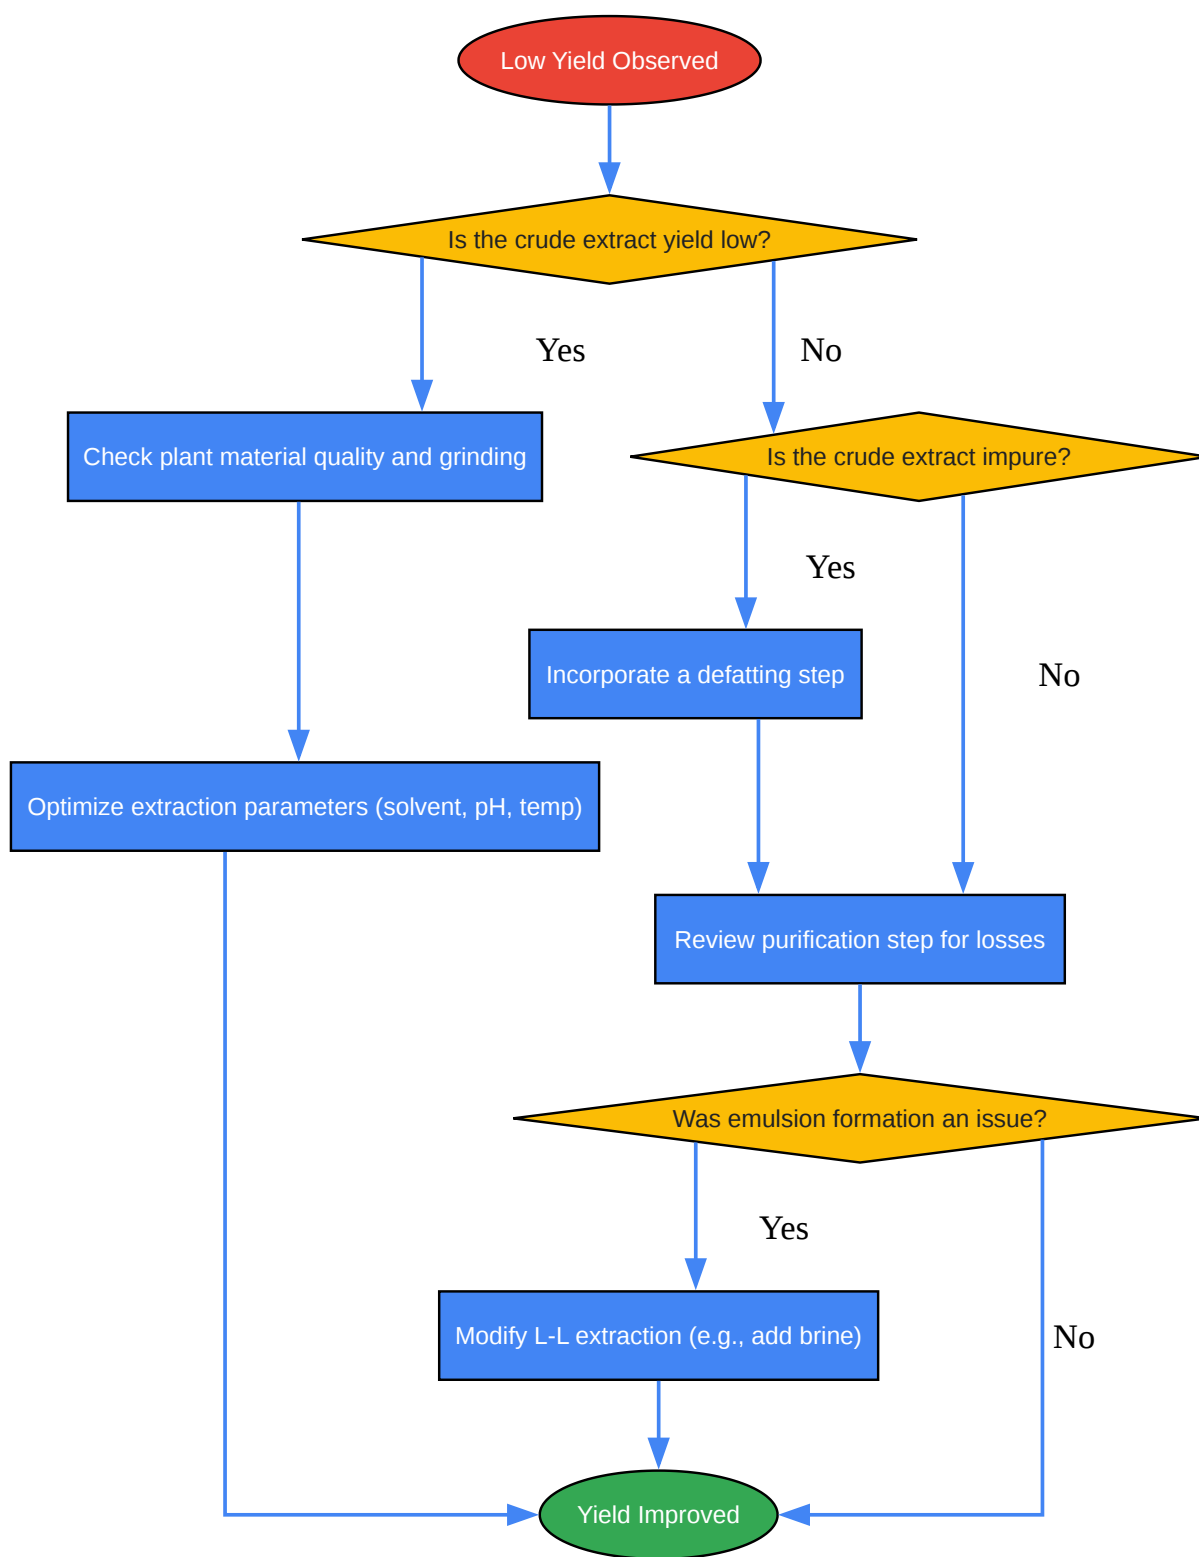 Low Yield Observed
Is the crude extract yield low?
Yes
No
Check plant material quality and grinding
Is the crude extract impure?
Yes
Incorporate a defatting step
No
Optimize extraction parameters (solvent, pH, temp)
Review purification step for losses
Was emulsion formation an issue?
Yes
Modify L-L extraction (e.g., add brine)
No
Yield Improved